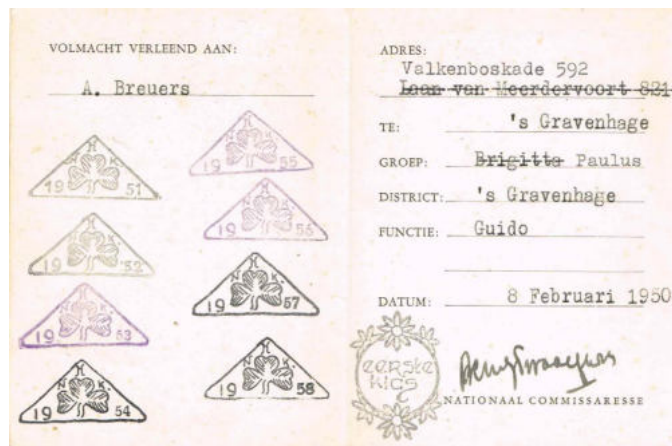 VOLMACHT VERLEEND AAN:
A. Breuers
N H K.
19 51
N H K.
19 52
N H K.
19 53
N H K.
19 54
N H K.
19 55
N H K.
19 56
N H K.
19 57
N H K.
19 58
ADRES:
Valkenboskade 592
Laan van Meerdervoort 821
TE: 's Gravenhage
GROEP: Brigitta Paulus
DISTRICT: 's Gravenhage
FUNCTIE: Guido
DATUM: 8 Februari 1950
eerste
NATIONAAL COMMISSARESSE